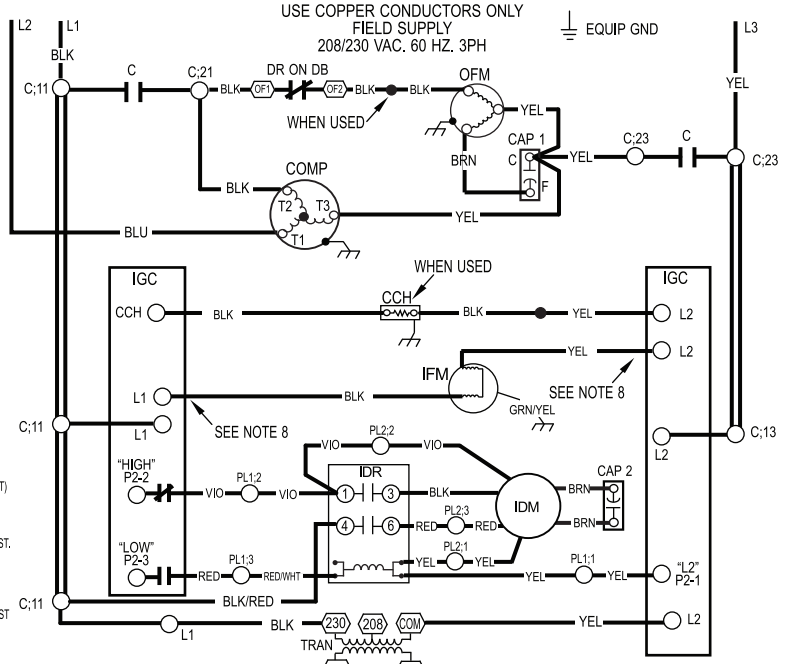 USE COPPER CONDUCTORS ONLY
FIELD SUPPLY
208/230 VAC. 60 HZ. 3PH
EQUIP GND
L2
L1
L3
BLK
YEL
C;11
C
C;21
BLK
OF1
DR ON DB
OF2
BLK
BLK
OFM
YEL
WHEN USED
CAP 1
C
F
BRN
YEL
C;23
C
C;23
COMP
BLK
T2
T3
T1
YEL
BLU
IGC
IGC
WHEN USED
CCH
BLK
CCH
BLK
YEL
L2
YEL
L2
IFM
SEE NOTE 8
L1
BLK
GRN/YEL
C;11
L1
SEE NOTE 8
C;13
L2
VIO
PL2;2
VIO
"HIGH"
P2-2
T)
PL1;2
VIO
VIO
IDR
1
3
BLK
IDM
CAP 2
BRN
BRN
4
6
RED
PL2;3
RED
ST.
"LOW"
P2-3
RED
PL1;3
RED/WHT
YEL
PL2;1
YEL
YEL
PL1;1
YEL
"L2"
P2-1
C;11
BLK/RED
ST
L1
BLK
230
208
COM
YEL
L2
TRAN